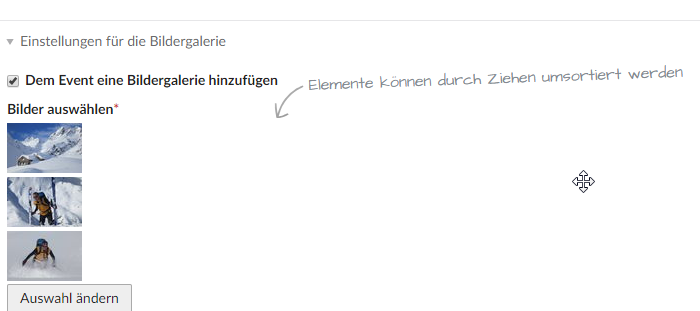 Einstellungen für die Bildergalerie
Dem Event eine Bildergalerie hinzufügen
Elemente können durch Ziehen umsortiert werden
Bilder auswählen*
Auswahl ändern